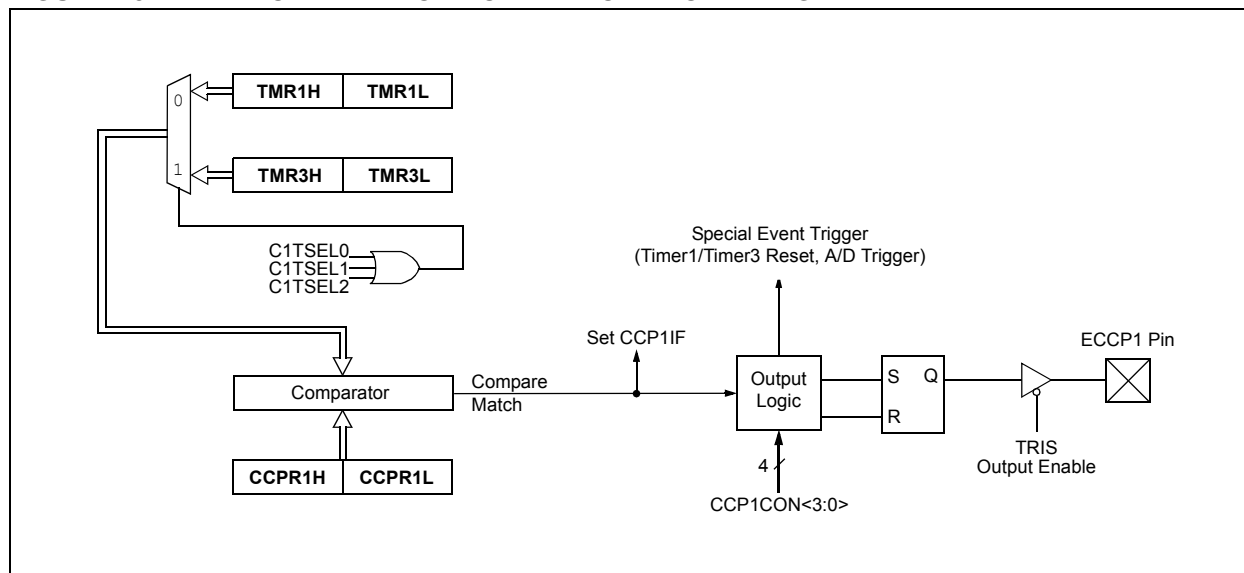 0
TMR1H TMR1L
1
TMR3H TMR3L
C1TSEL0
C1TSEL1
C1TSEL2
Special Event Trigger
(Timer1/Timer3 Reset, A/D Trigger)
Set CCP1IF
ECCP1 Pin
Comparator
Compare
Match
Output
Logic
S Q
R
CCPR1H CCPR1L
4
TRIS
Output Enable
CCP1CON<3:0>